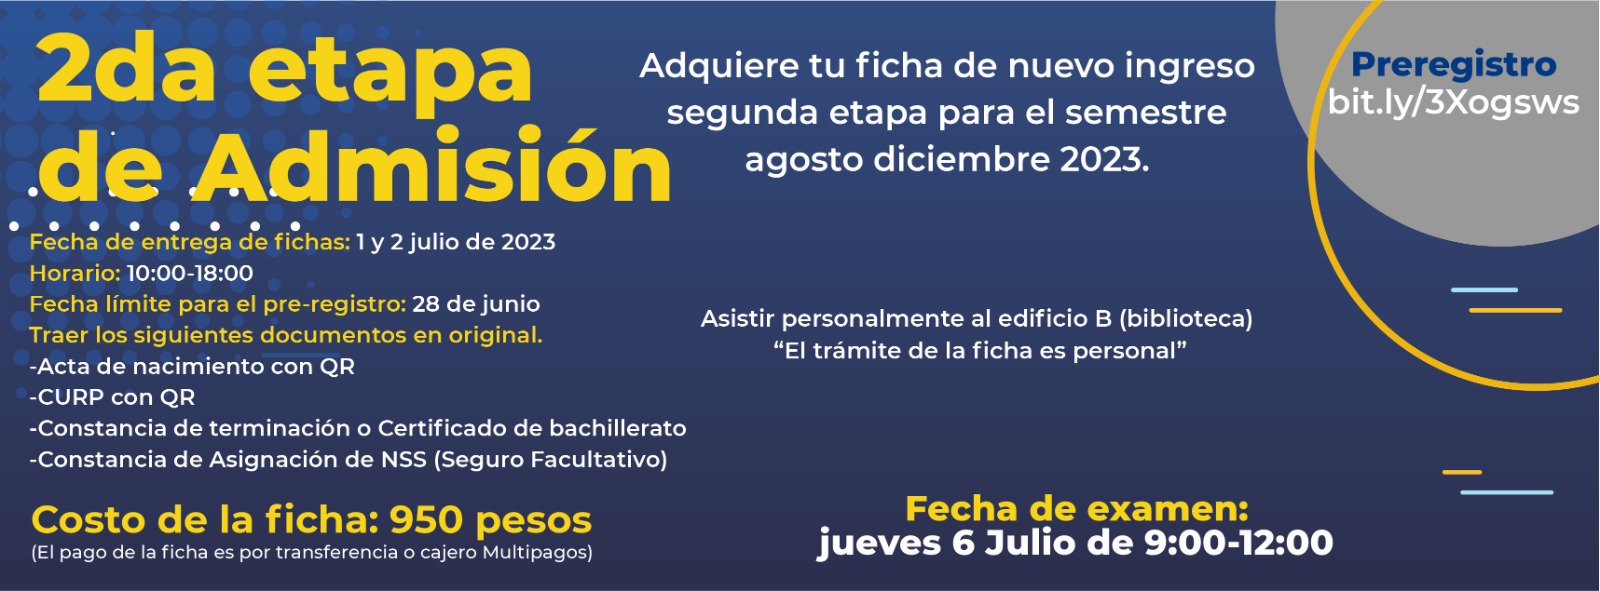 2da etapa
de Admisión
Fecha de entrega de fichas: 1 y 2 julio de 2023
Horario: 10:00-18:00
Fecha límite para el pre-registro: 28 de junio
Traer los siguientes documentos en original.
-Acta de nacimiento con QR
-CURP con QR
-Constancia de terminación o Certificado de bachillerato
-Constancia de Asignación de NSS (Seguro Facultativo)
Costo de la ficha: 950 pesos
(El pago de la ficha es por transferencia o cajero Multipagos)
Adquiere tu ficha de nuevo ingreso
segunda etapa para el semestre
agosto diciembre 2023.
Asistir personalmente al edificio B (biblioteca)
“El trámite de la ficha es personal”
Fecha de examen:
jueves 6 Julio de 9:00-12:00
Preregistro
bit.ly/3Xogsws